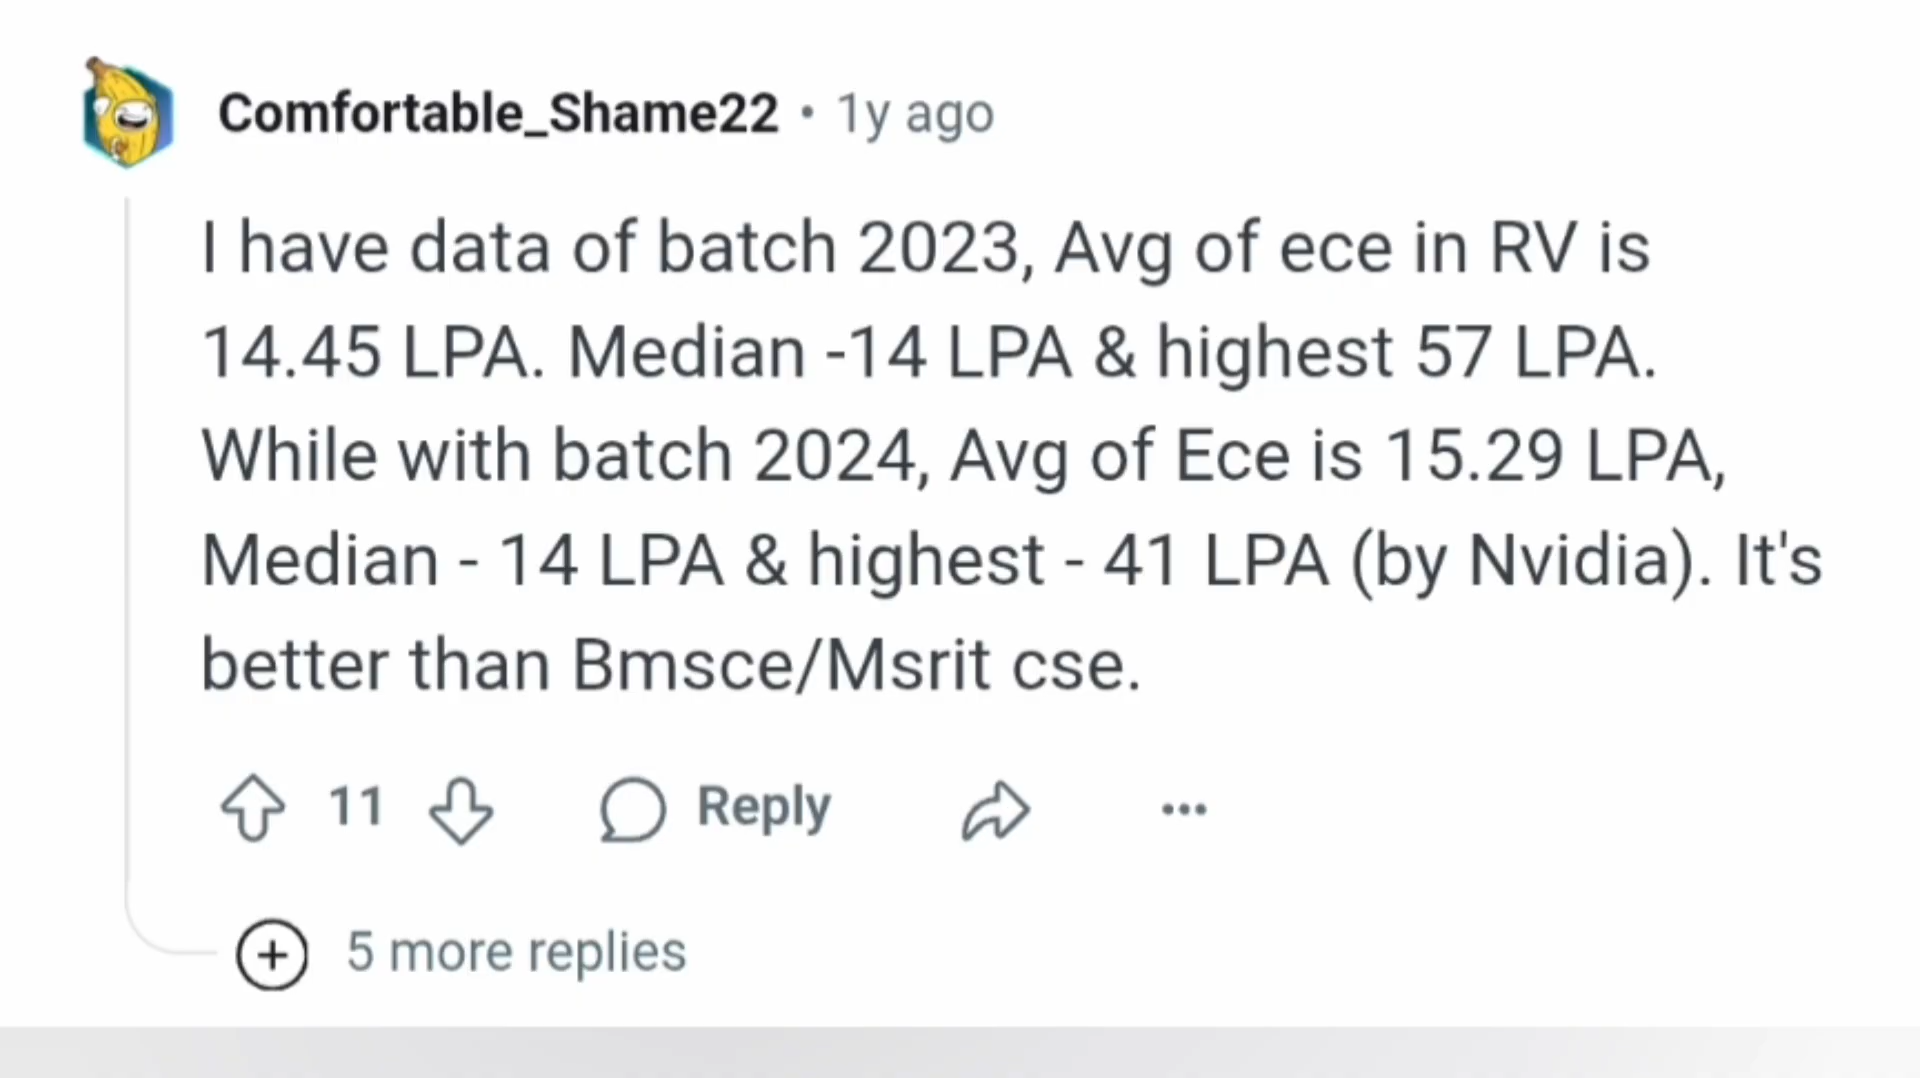 Comfortable_Shame22 • 1y ago
I have data of batch 2023, Avg of ece in RV is
14.45 LPA. Median -14 LPA & highest 57 LPA.
While with batch 2024, Avg of Ece is 15.29 LPA,
Median - 14 LPA & highest - 41 LPA (by Nvidia). It's
better than Bmsce/Msrit cse.
11 Reply ...
5 more replies